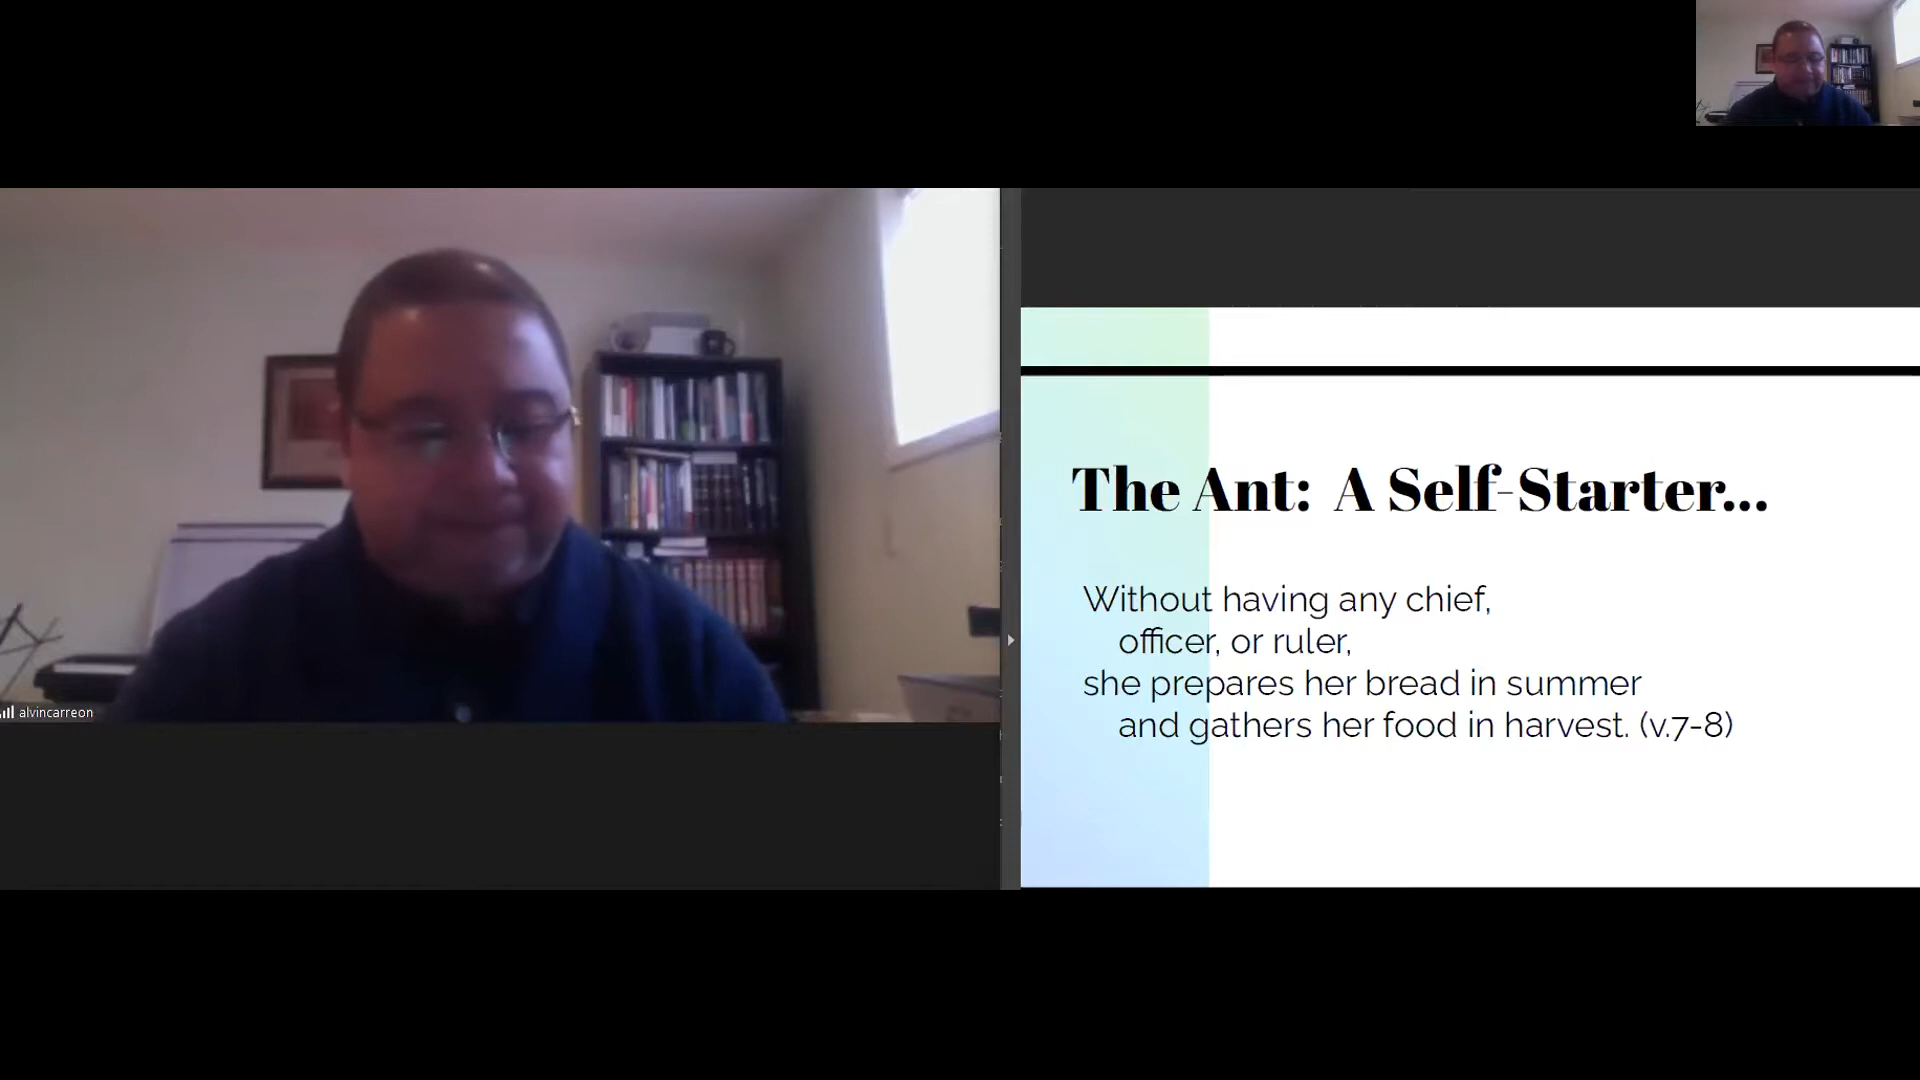 alvincarreon
The Ant: A Self-Starter...
Without having any chief,
officer, or ruler,
she prepares her bread in summer
and gathers her food in harvest. (v.7-8)